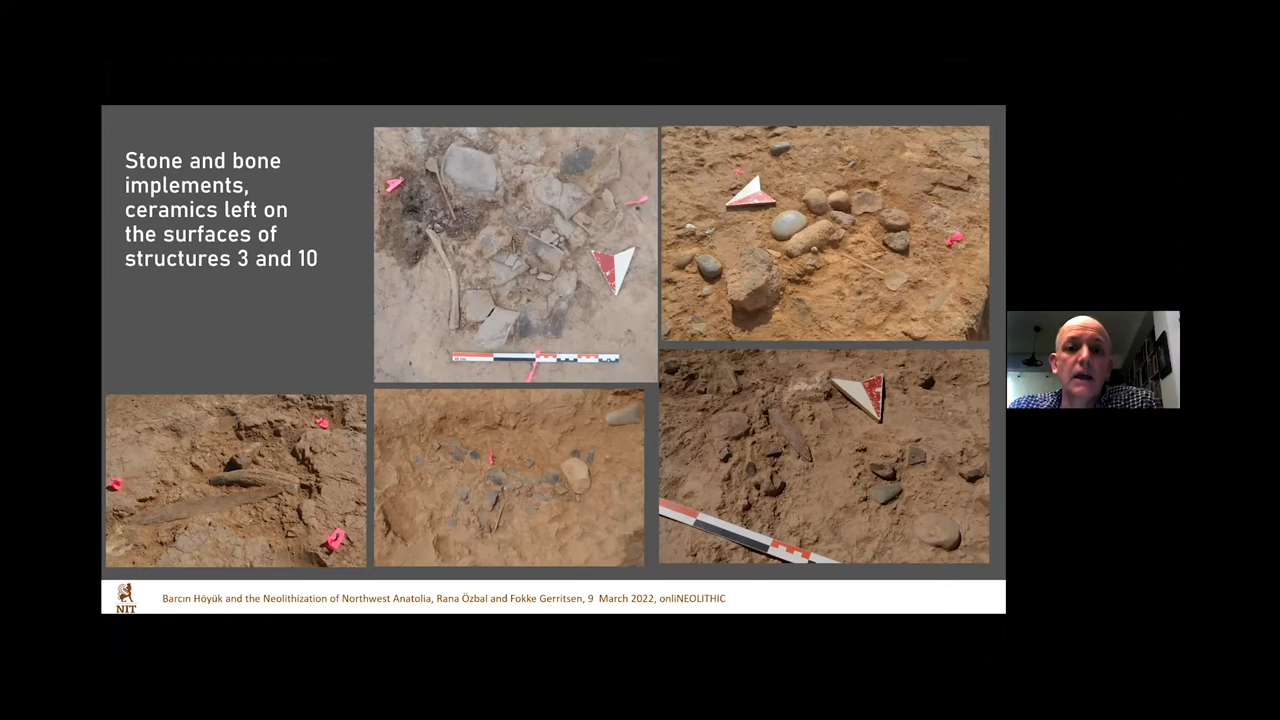 Stone and bone
implements,
ceramics left on
the surfaces of
structures 3 and 10
NIT
Barcın Höyük and the Neolithization of Northwest Anatolia, Rana Özbal and Fokke Gerritsen, 9 March 2022, onliNEOLITHIC